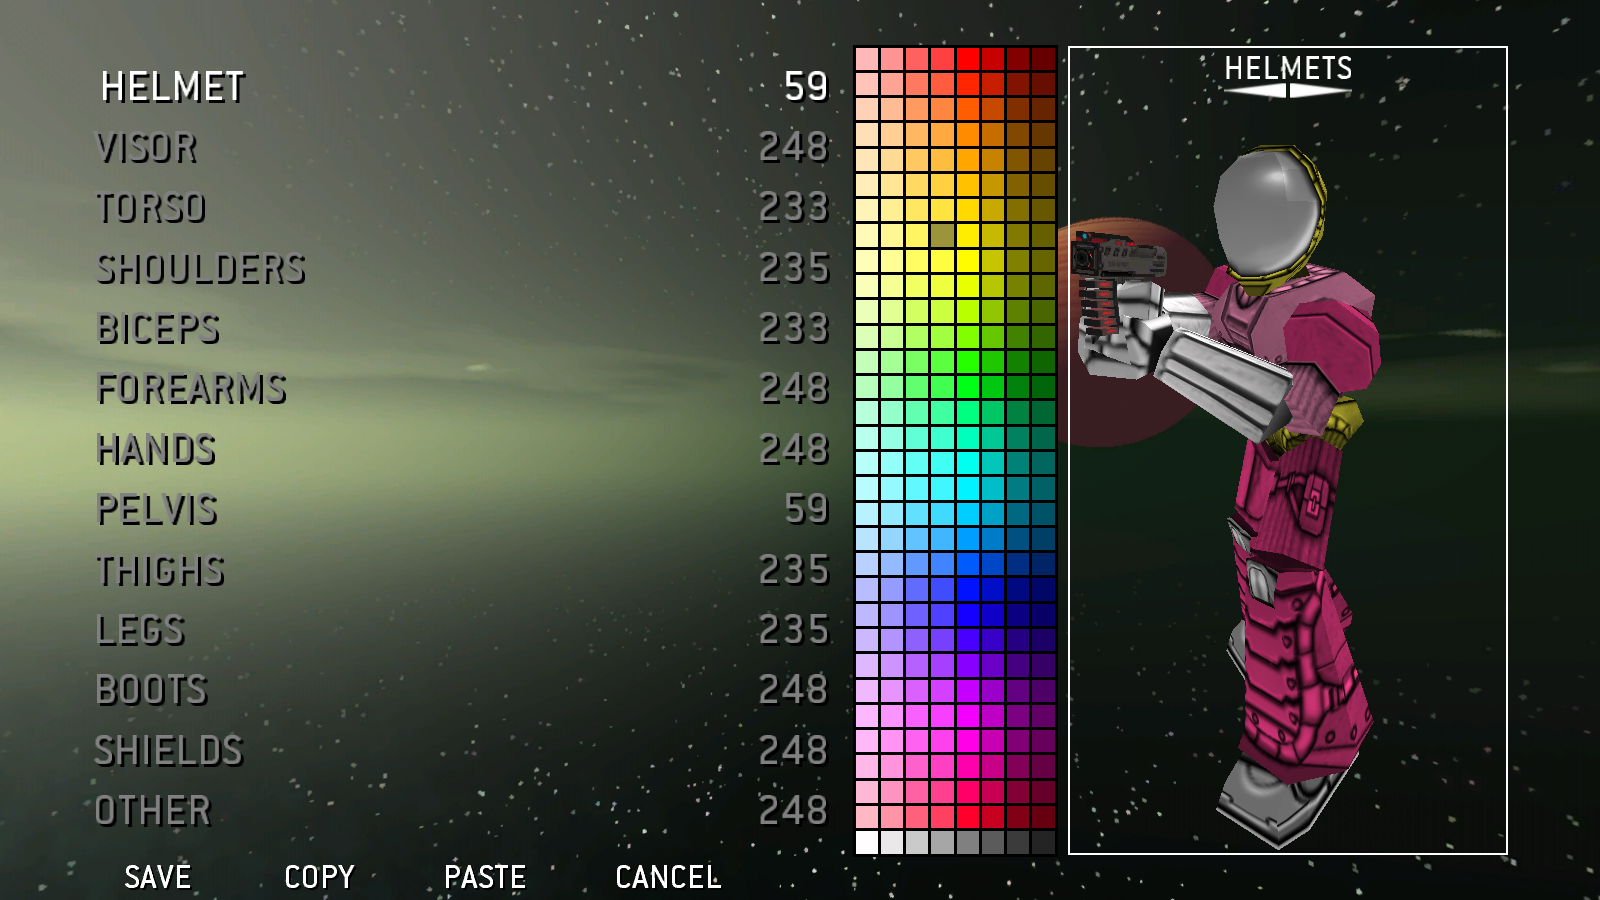 HELMET 59
VISOR 248
TORSO 233
SHOULDERS 235
BICEPS 233
FOREARMS 248
HANDS 248
PELVIS 59
THIGHS 235
LEGS 235
BOOTS 248
SHIELDS 248
OTHER 248
SAVE COPY PASTE CANCEL
HELMETS